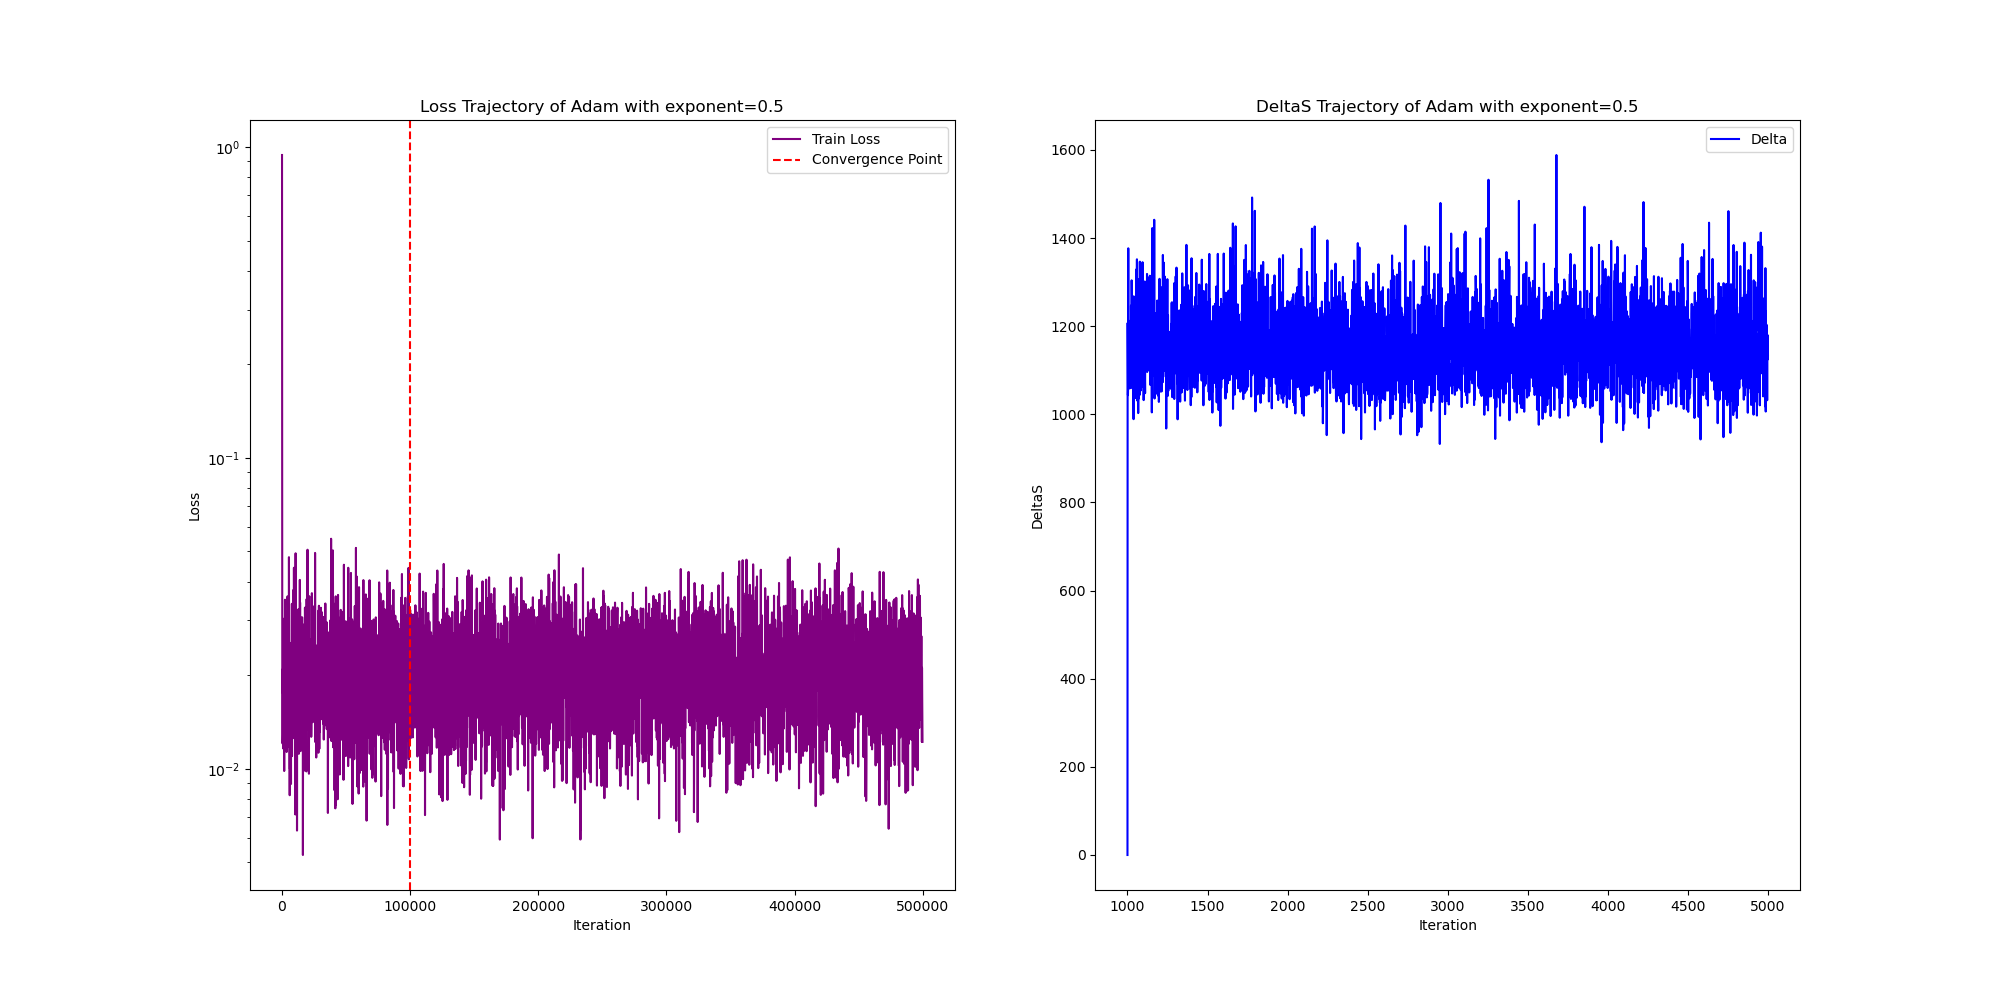 Loss Trajectory of Adam with exponent=0.5
Train Loss
Convergence Point
10^0
10^-1
10^-2
Loss
0 100000 200000 300000 400000 500000
Iteration
DeltaS Trajectory of Adam with exponent=0.5
Delta
1600
1400
1200
1000
800
600
400
200
0
DeltaS
1000 1500 2000 2500 3000 3500 4000 4500 5000
Iteration